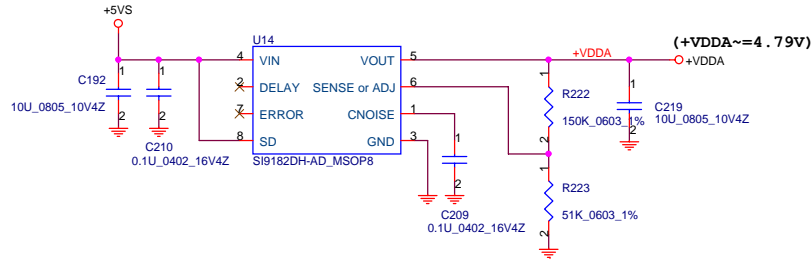 +5VS
U14
(+VDDA~=4.79V)
4 VIN VOUT 5 +VDDA +VDDA
C192 1 1 2 DELAY SENSE or ADJ 6 1 1
10U_0805_10V4Z 2 2 7 ERROR CNOISE 1 R222 C219
150K_0603_1% 10U_0805_10V4Z
C210 8 SD GND 3 1 2 2
0.1U_0402_16V4Z SI9182DH-AD_MSOP8 2 1
R223
C209 51K_0603_1%
0.1U_0402_16V4Z 2